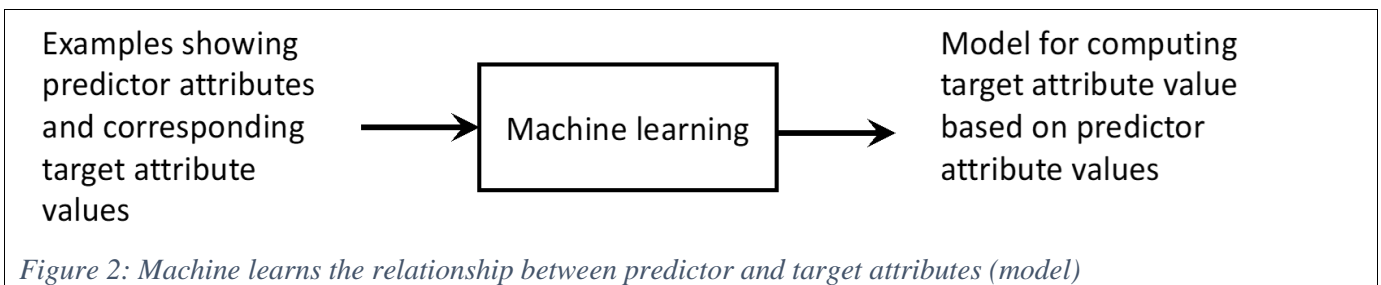 Examples showing
predictor attributes
and corresponding
target attribute
values
Machine learning
Model for computing
target attribute value
based on predictor
attribute values
Figure 2: Machine learns the relationship between predictor and target attributes (model)